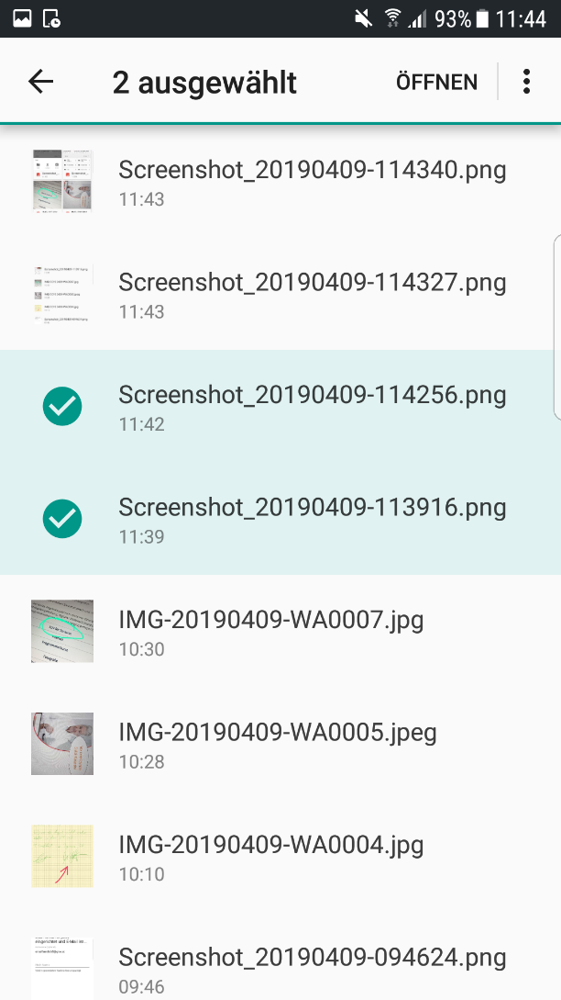 93% 11:44
2 ausgewählt ÖFFNEN
Screenshot_20190409-114340.png
11:43
Screenshot_20190409-114327.png
11:43
Screenshot_20190409-114256.png
11:42
Screenshot_20190409-113916.png
11:39
IMG-20190409-WA0007.jpg
10:30
IMG-20190409-WA0005.jpeg
10:28
IMG-20190409-WA0004.jpg
10:10
Screenshot_20190409-094624.png
09:46